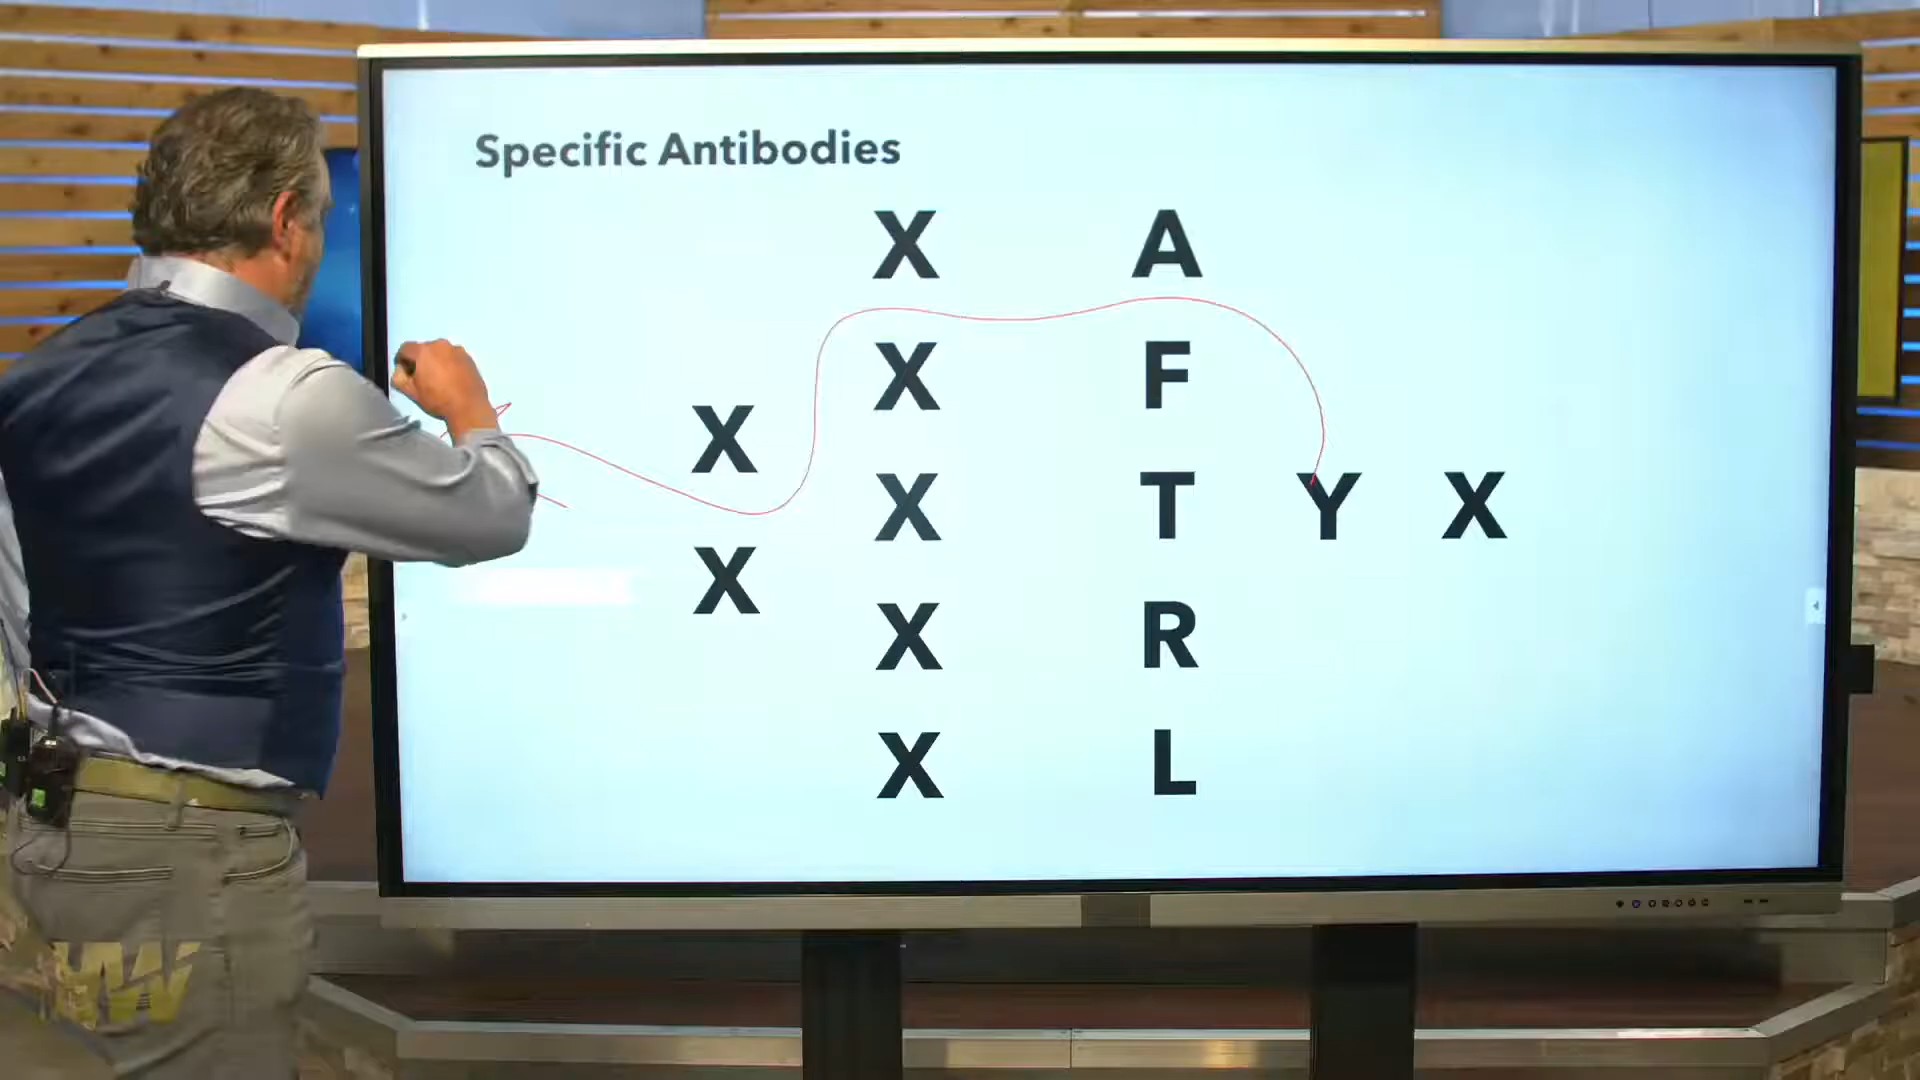 Specific Antibodies
X A
X F
X
X T Y X
X
X R
X L